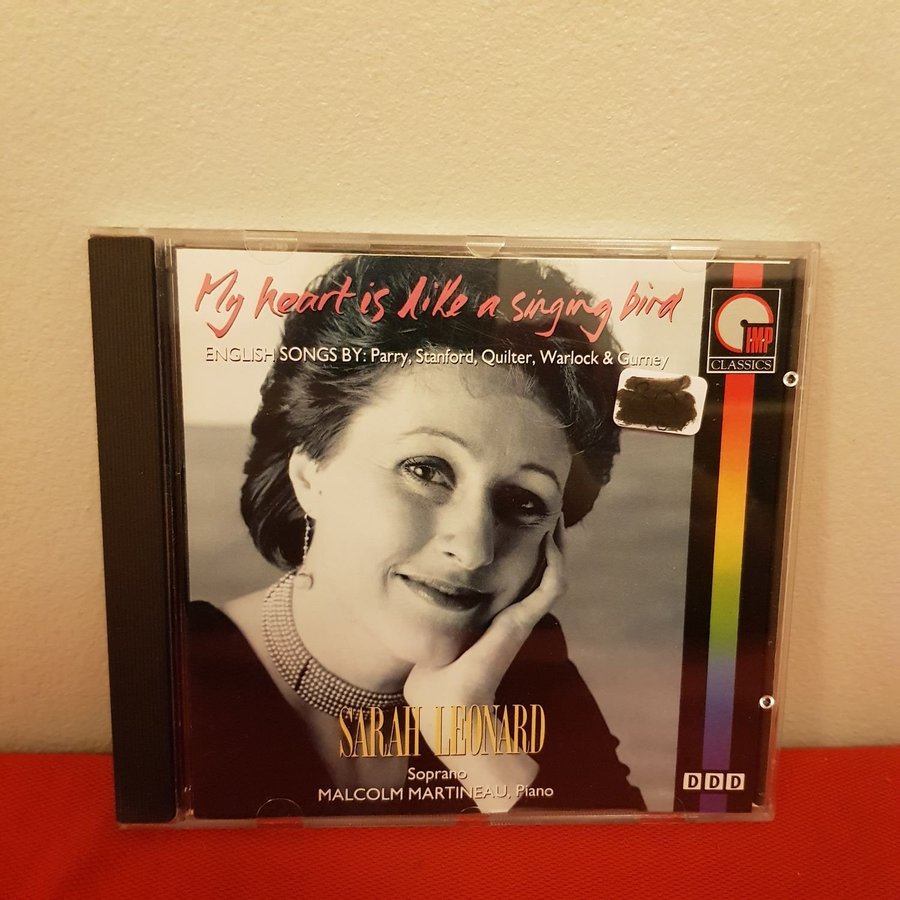 My heart is like a singing bird
ENGLISH SONGS BY: Parry, Stanford, Quilter, Warlock & Gurney
IMP
CLASSICS
SARAH LEONARD
Soprano
MALCOLM MARTINEAU, Piano
DDD